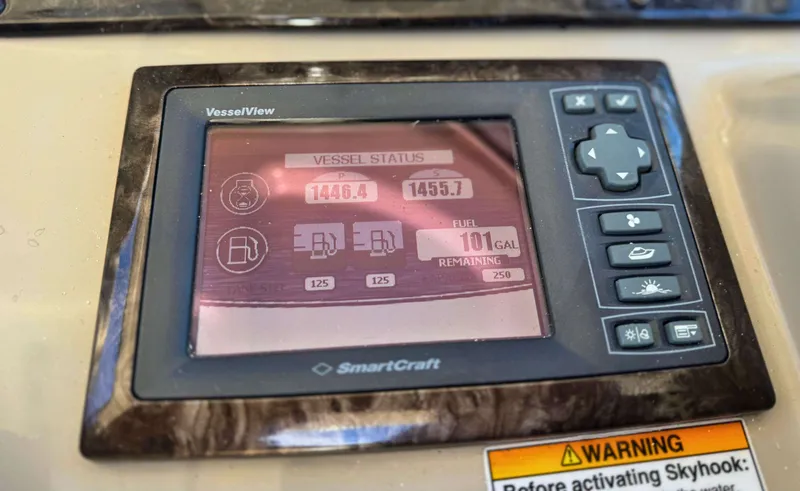 VesselView
VESSEL STATUS
P S
1446.4 1455.7
FUEL
101 GAL
REMAINING
125 125 250
SmartCraft
WARNING
Before activating Skyhook: